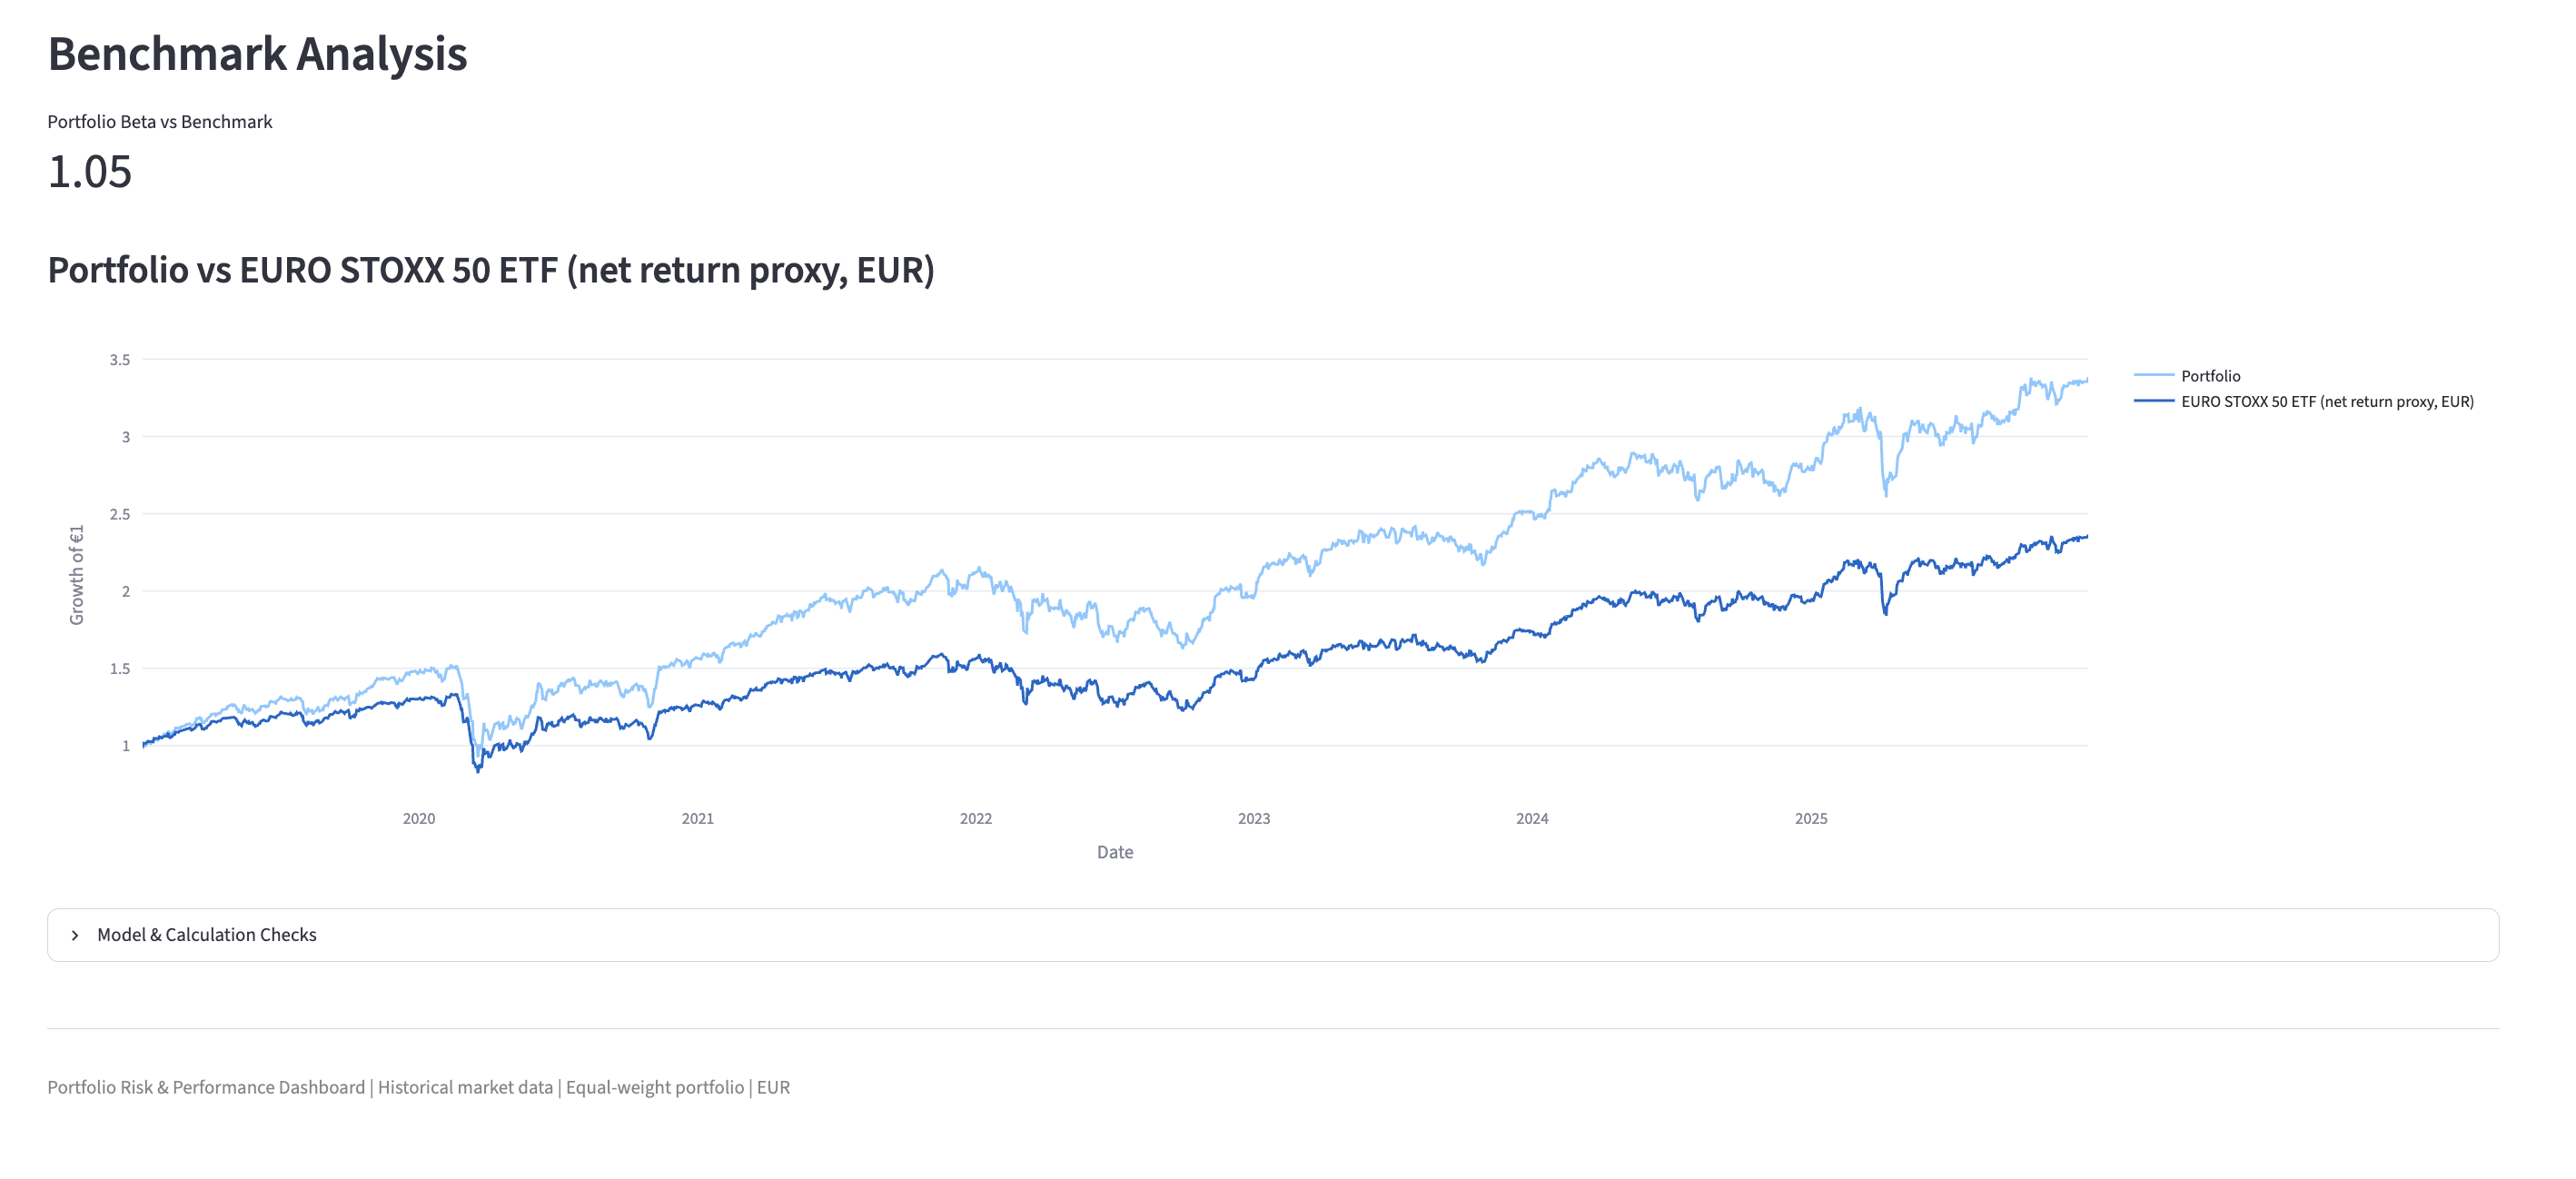 Benchmark Analysis
Portfolio Beta vs Benchmark
1.05
Portfolio vs EURO STOXX 50 ETF (net return proxy, EUR)
3.5
3
2.5
2
1.5
1
Growth of €1
Portfolio
EURO STOXX 50 ETF (net return proxy, EUR)
2020
2021
2022
2023
2024
2025
Date
Model & Calculation Checks
Portfolio Risk & Performance Dashboard | Historical market data | Equal-weight portfolio | EUR